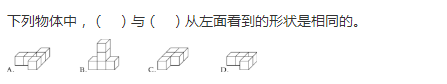 下列物体中，（ ）与（ ）从左面看到的形状是相同的。
A. B. C. D.